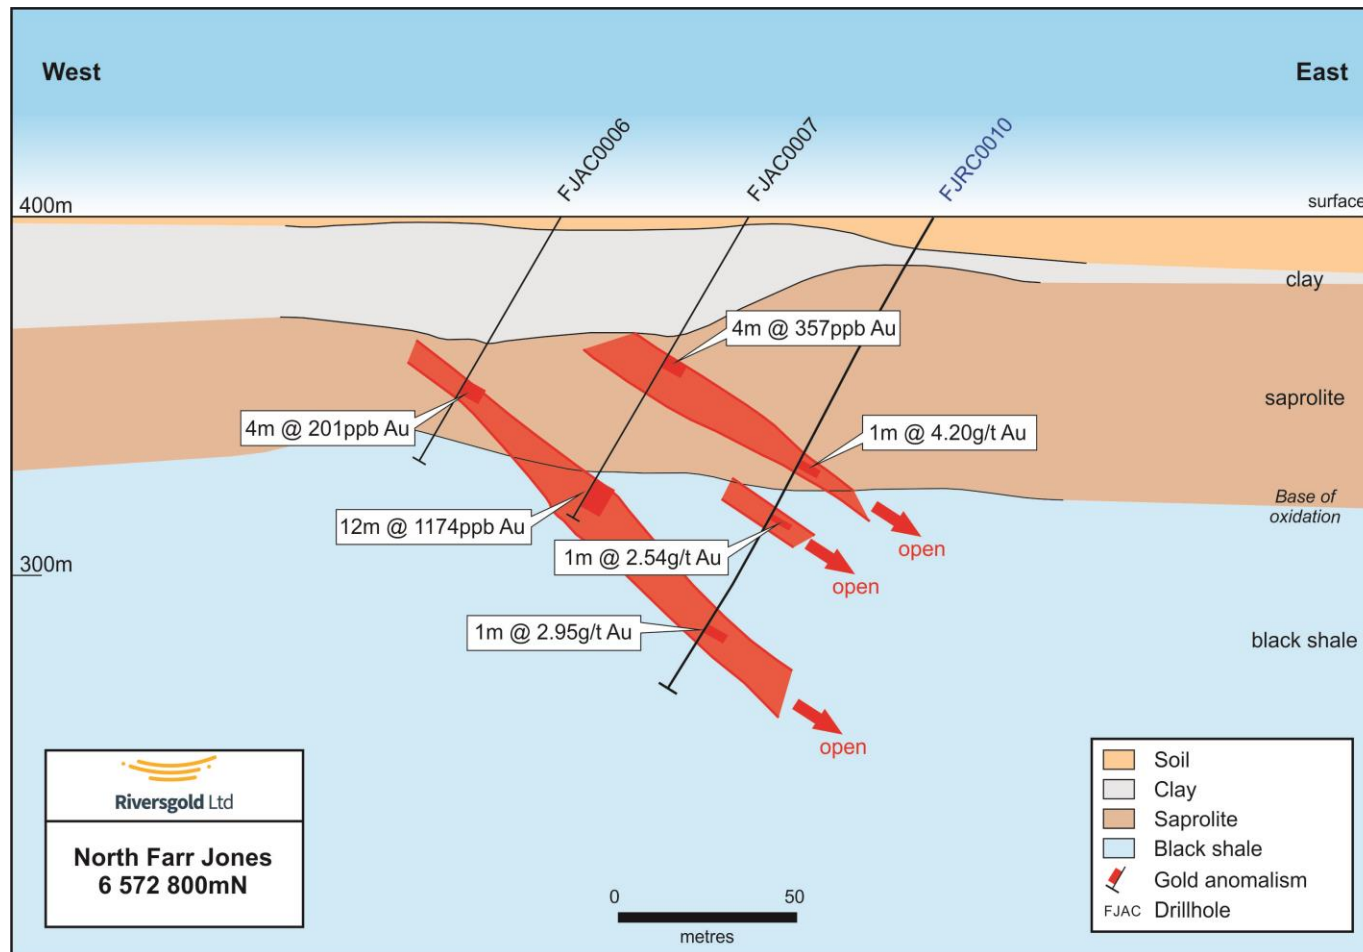 West
East
FJAC0006
FJAC0007
FJRC0010
400m
surface
clay
4m @ 357ppb Au
saprolite
4m @ 201ppb Au
1m @ 4.20g/t Au
Base of
oxidation
12m @ 1174ppb Au
open
1m @ 2.54g/t Au
300m
open
1m @ 2.95g/t Au
black shale
open
Riversgold Ltd
North Farr Jones
6 572 800mN
0
50
metres
Soil
Clay
Saprolite
Black shale
Gold anomalism
FJAC Drillhole